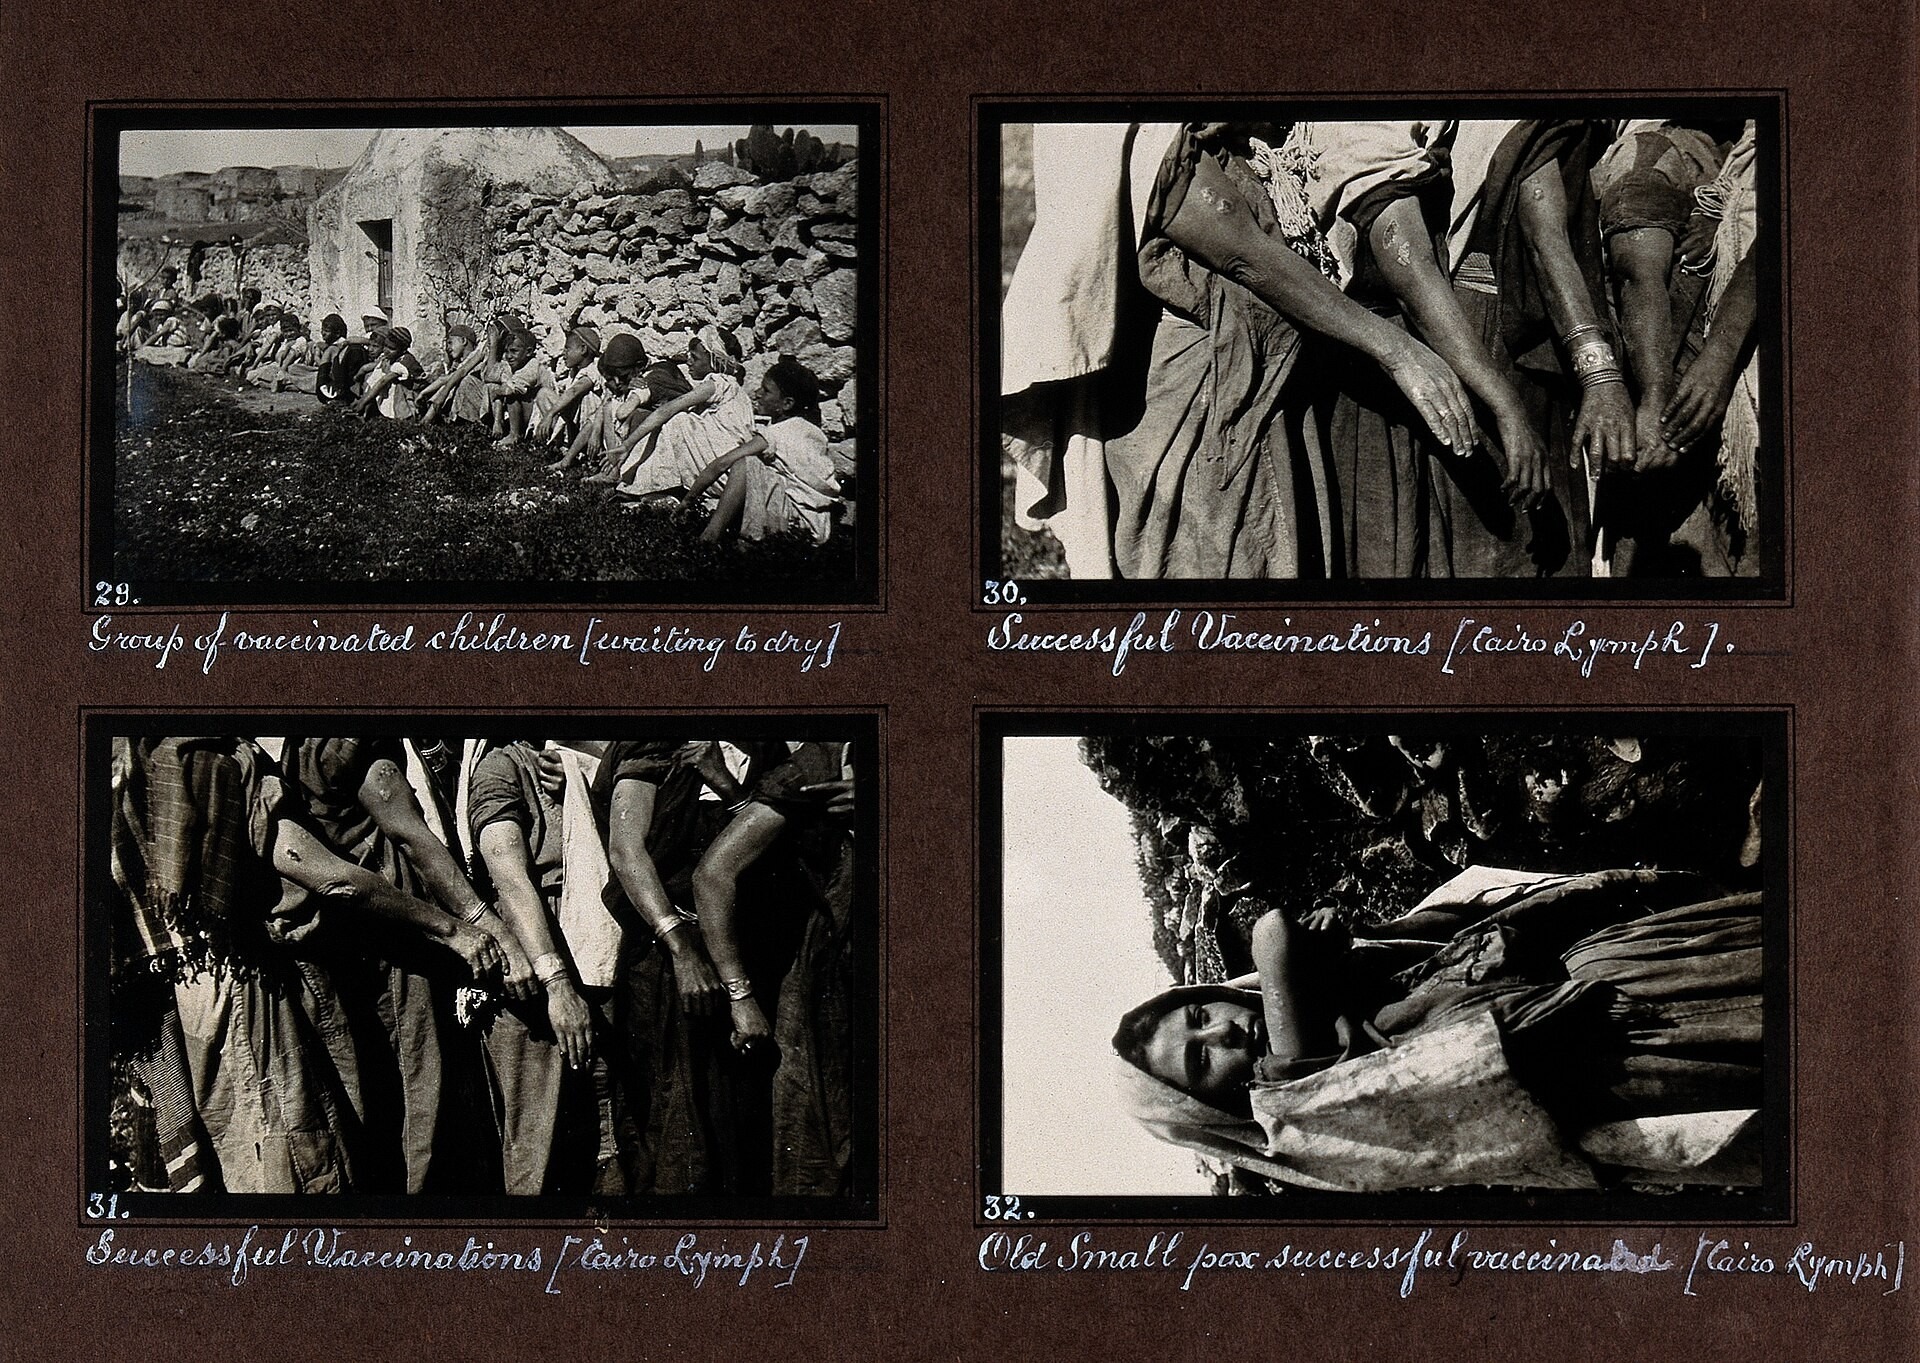 29.
Group of vaccinated children [waiting to dry]
30.
Successful Vaccinations [Cairo Lymph].
31.
Successful Vaccinations [Cairo Lymph]
32.
Old Small pox successful vaccinated [Cairo Lymph]